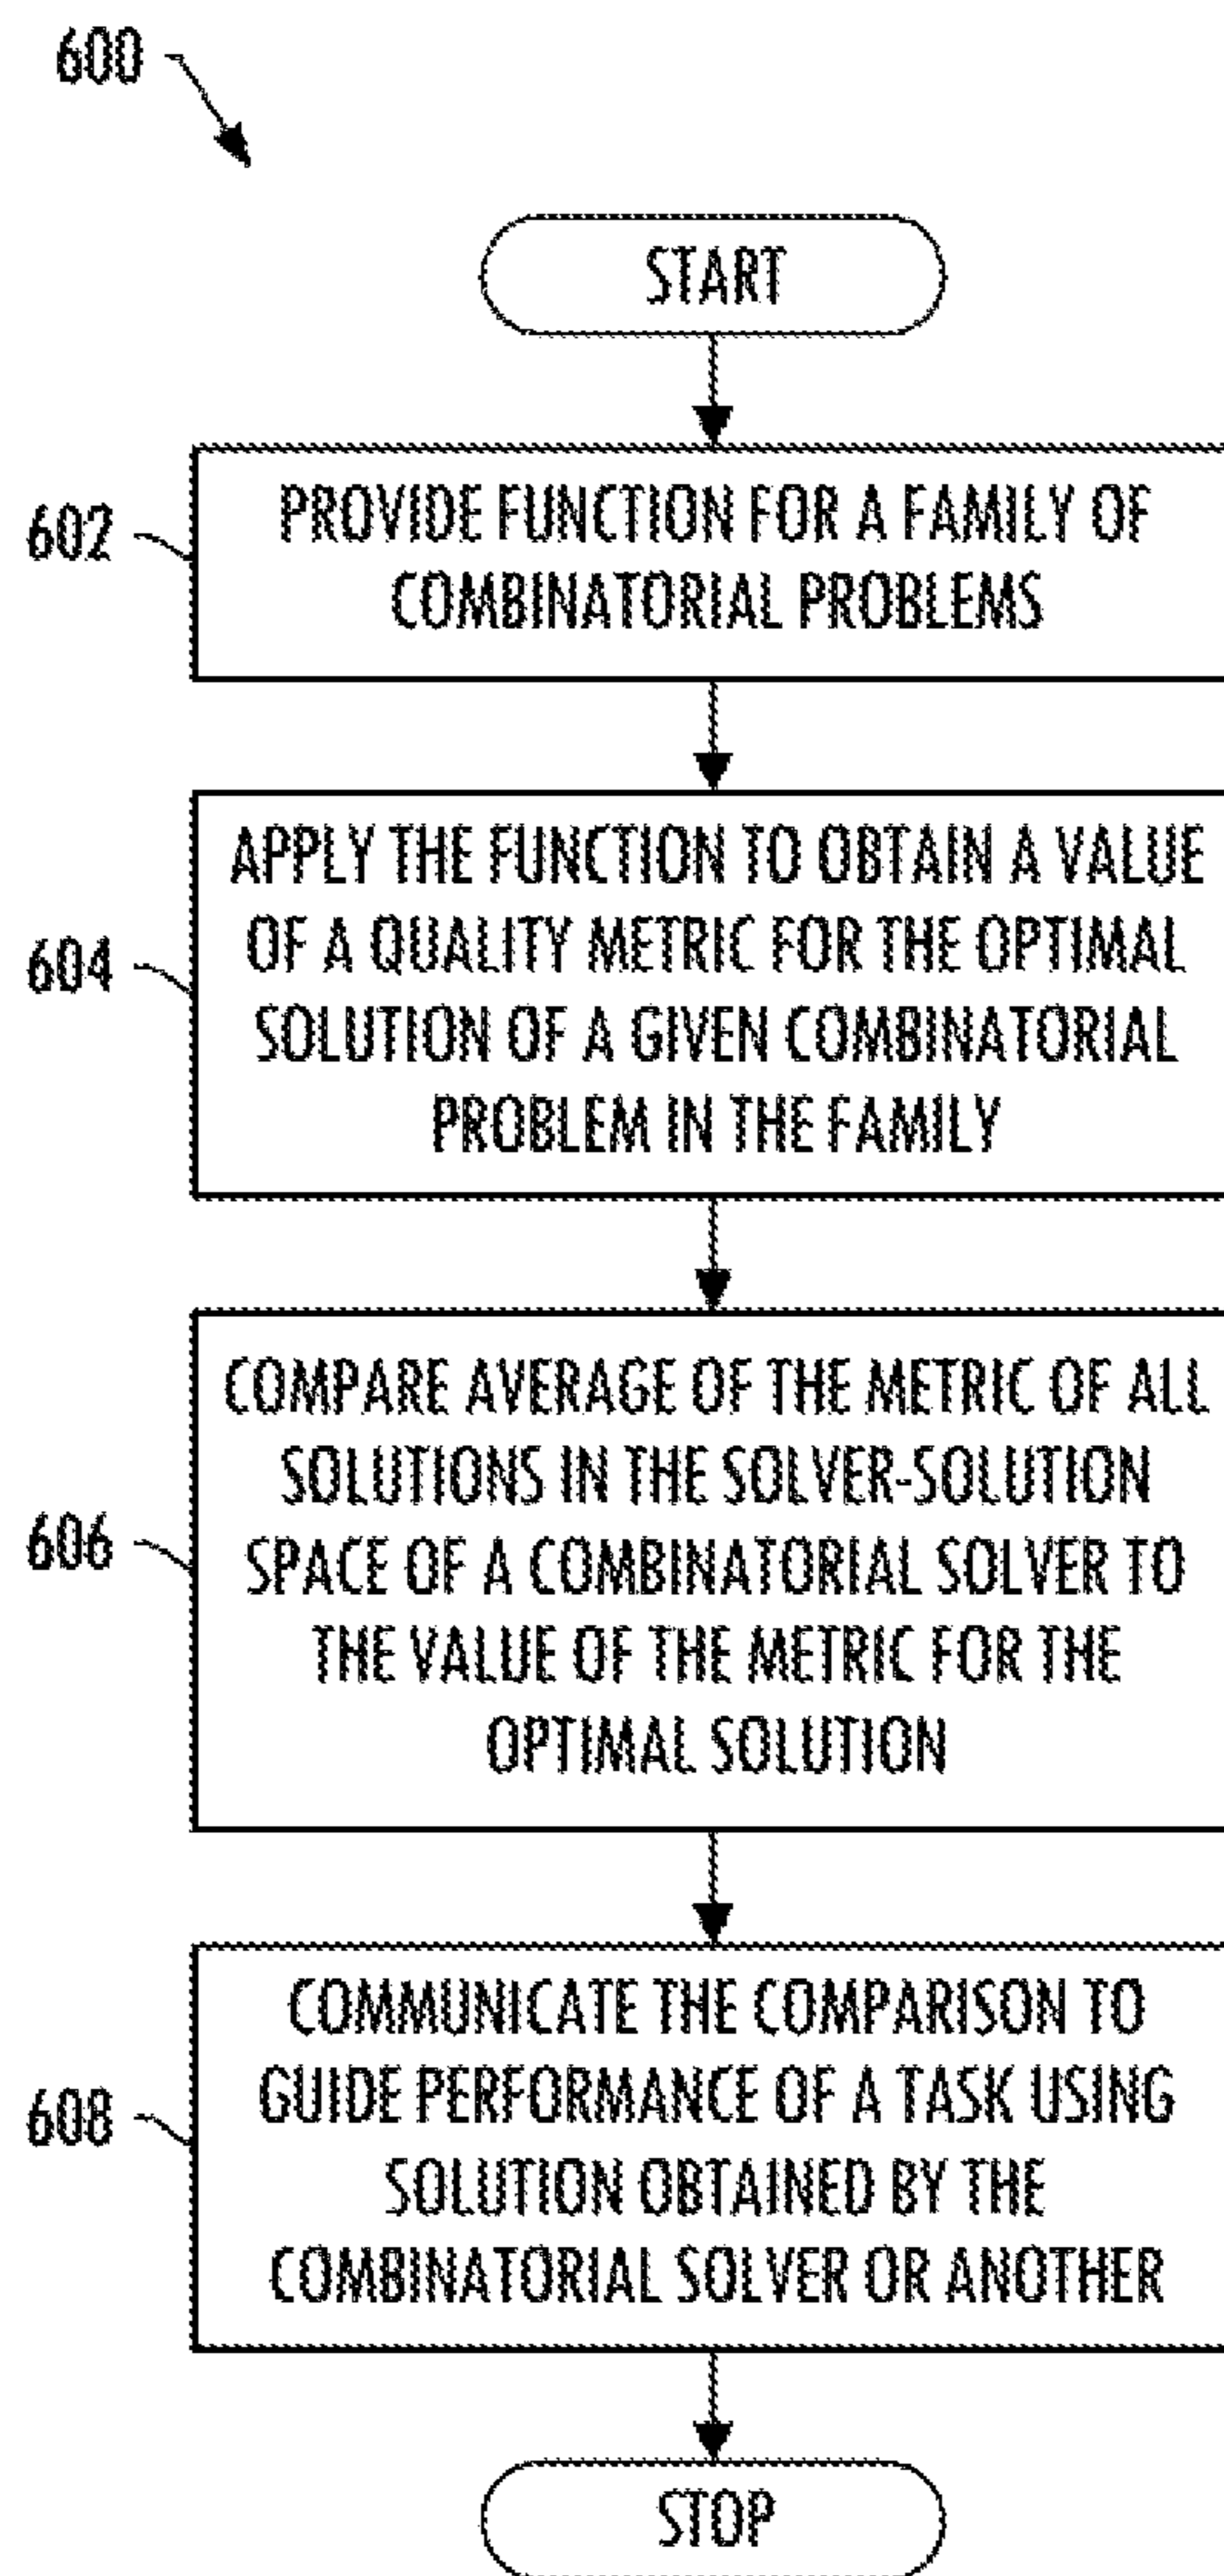 600
START
602
PROVIDE FUNCTION FOR A FAMILY OF
COMBINATORIAL PROBLEMS
604
APPLY THE FUNCTION TO OBTAIN A VALUE
OF A QUALITY METRIC FOR THE OPTIMAL
SOLUTION OF A GIVEN COMBINATORIAL
PROBLEM IN THE FAMILY
606
COMPARE AVERAGE OF THE METRIC OF ALL
SOLUTIONS IN THE SOLVER-SOLUTION
SPACE OF A COMBINATORIAL SOLVER TO
THE VALUE OF THE METRIC FOR THE
OPTIMAL SOLUTION
608
COMMUNICATE THE COMPARISON TO
GUIDE PERFORMANCE OF A TASK USING
SOLUTION OBTAINED BY THE
COMBINATORIAL SOLVER OR ANOTHER
STOP